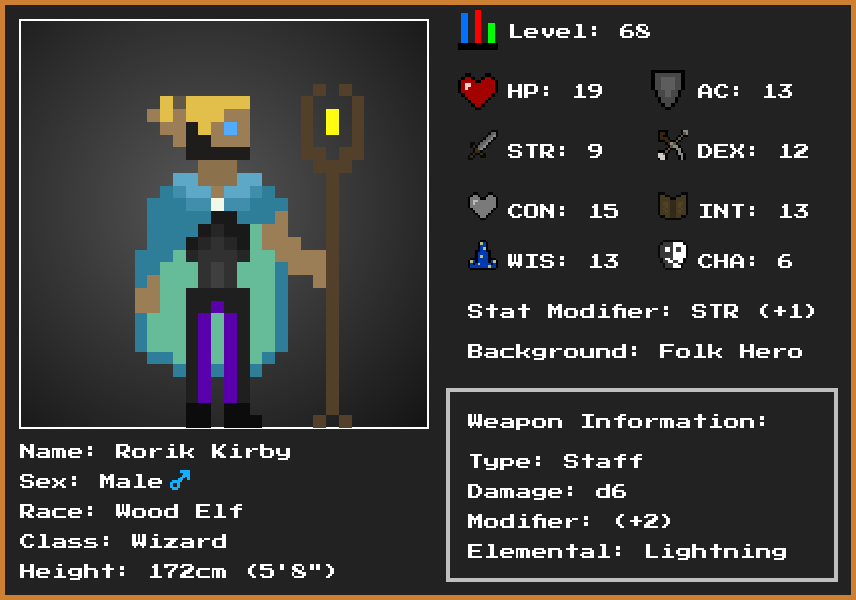 Level: 68
HP: 19 AC: 13
STR: 9 DEX: 12
CON: 15 INT: 13
WIS: 13 CHA: 6
Stat Modifier: STR (+1)
Background: Folk Hero
Weapon Information:
Type: Staff
Damage: d6
Modifier: (+2)
Elemental: Lightning
Name: Rorik Kirby
Sex: Male ♂
Race: Wood Elf
Class: Wizard
Height: 172cm (5'8")